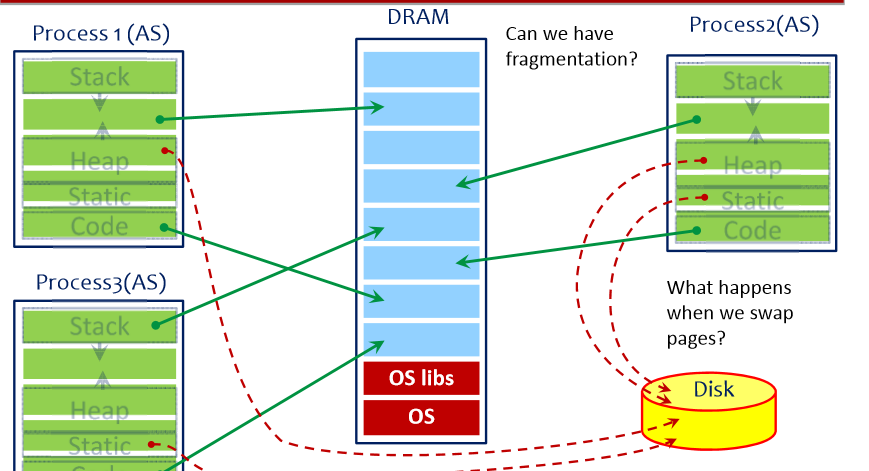 Process 1 (AS)
Stack
Heap
Static
Code
Process3(AS)
Stack
Heap
Static
Code
DRAM
OS libs
OS
Can we have
fragmentation?
Process2(AS)
Stack
Heap
Static
Code
What happens
when we swap
pages?
Disk